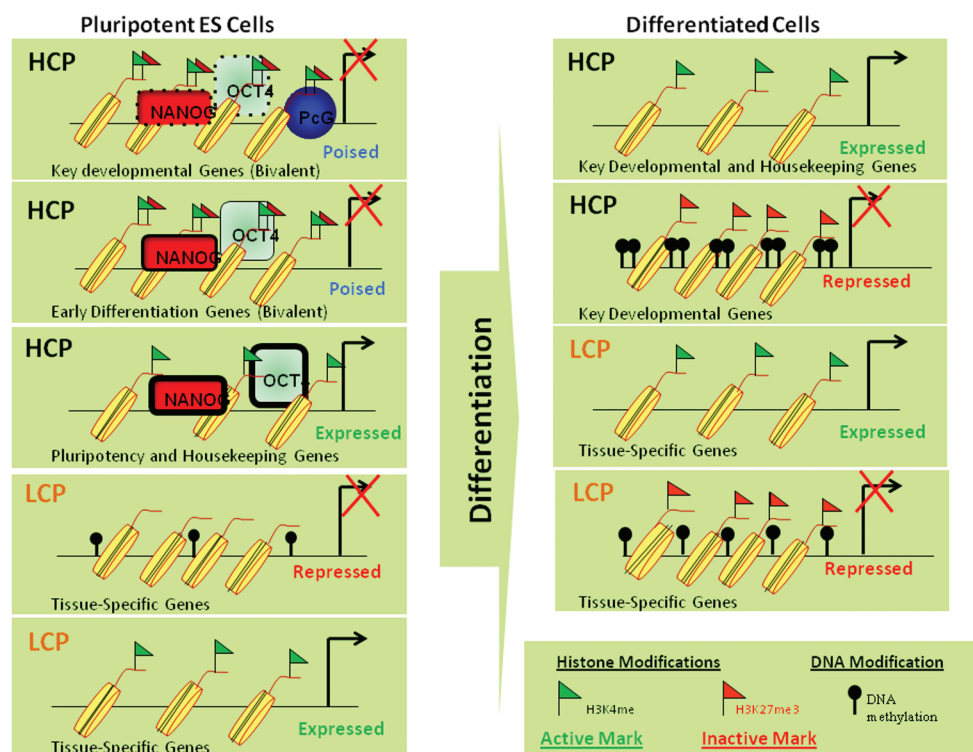 Pluripotent ES Cells
HCP
NANOG
OCT4
PcG
Poised
Key developmental Genes (Bivalent)
HCP
NANOG
OCT4
Poised
Early Differentiation Genes (Bivalent)
HCP
NANOG
OCT4
Expressed
Pluripotency and Housekeeping Genes
LCP
Repressed
Tissue-Specific Genes
LCP
Expressed
Tissue-Specific Genes
Differentiation
Differentiated Cells
HCP
Expressed
Key Developmental and Housekeeping Genes
HCP
Repressed
Key Developmental Genes
LCP
Expressed
Tissue-Specific Genes
LCP
Repressed
Tissue-Specific Genes
Histone Modifications
DNA Modification
H3K4me
H3K27me3
DNA
methylation
Active Mark
Inactive Mark